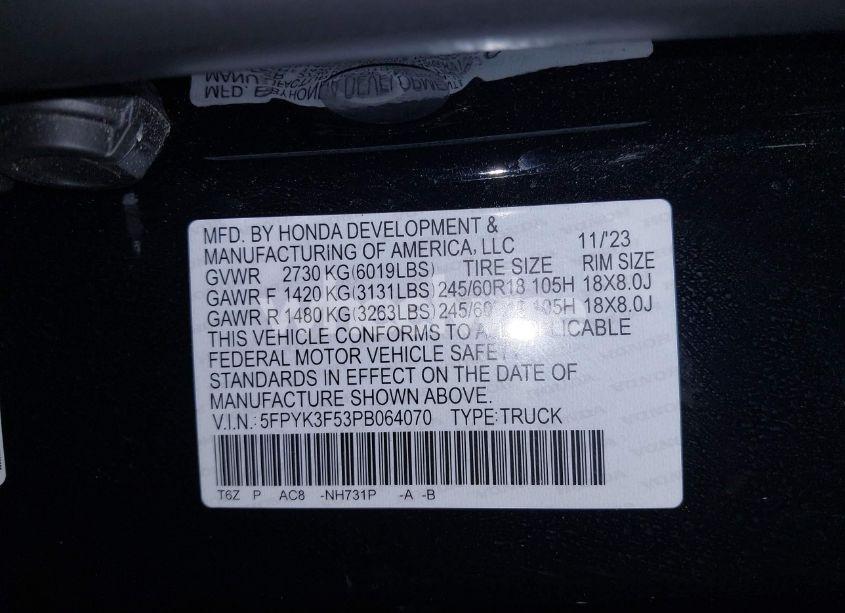 MFD. BY HONDA DEVELOPMENT &
MANUFACTURING OF AMERICA, LLC 11/'23
GVWR 2730 KG(6019LBS) TIRE SIZE RIM SIZE
GAWR F 1420 KG(3131LBS) 245/60R18 105H 18X8.0J
GAWR R 1480 KG(3263LBS) 105H 18X8.0J
THIS VEHICLE CONFORMS TO
FEDERAL MOTOR VEHICLE
STANDARDS IN EFFECT ON THE DATE OF
MANUFACTURE SHOWN ABOVE.
V.I.N.: 5FPYK3F53PB064070 TYPE:TRUCK
T6Z P AC8 -NH731P -A -B